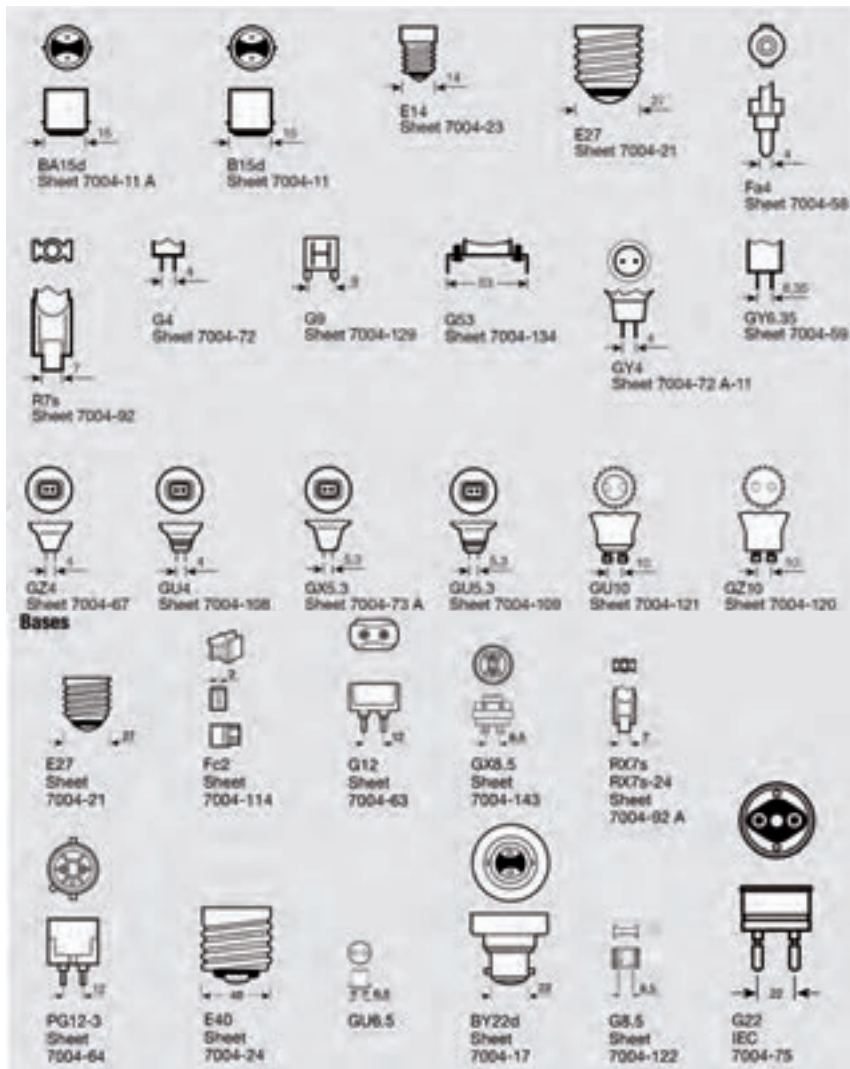 15
BA15d
Sheet 7004-11 A
15
B15d
Sheet 7004-11
14
E14
Sheet 7004-23
27
E27
Sheet 7004-21
4
Fa4
Sheet 7004-58
7
R7s
Sheet 7004-92
4
G4
Sheet 7004-72
9
G9
Sheet 7004-129
53
G53
Sheet 7004-134
4
GY4
Sheet 7004-72 A-11
6,35
GY6.35
Sheet 7004-59
4
GZ4
Sheet 7004-67
4
GU4
Sheet 7004-108
5,3
GX5.3
Sheet 7004-73 A
5,3
GU5.3
Sheet 7004-109
10
GU10
Sheet 7004-121
10
GZ10
Sheet 7004-120
Bases
27
E27
Sheet
7004-21
2
Fc2
Sheet
7004-114
12
G12
Sheet
7004-63
8,5
GX8.5
Sheet
7004-143
7
RX7s
RX7s-24
Sheet
7004-92 A
12
PG12-3
Sheet
7004-64
E40
Sheet
7004-24
GU6.5
22
BY22d
Sheet
7004-17
8,5
G8.5
Sheet
7004-122
22
G22
IEC
7004-75